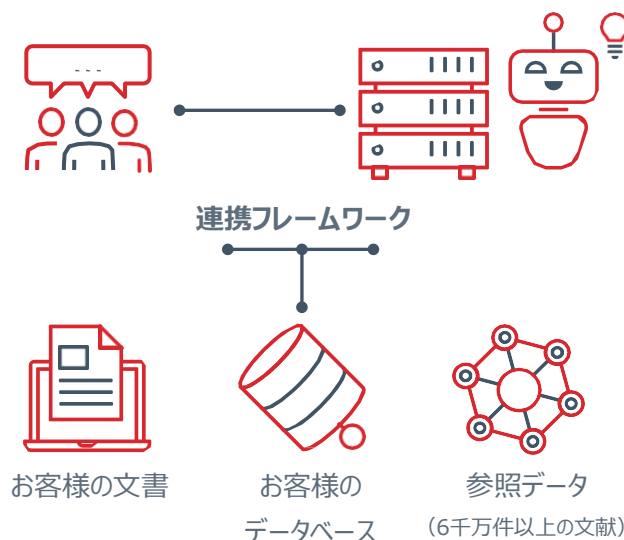 連携フレームワーク
お客様の文書
お客様の
データベース
参照データ
（6千万件以上の文献）